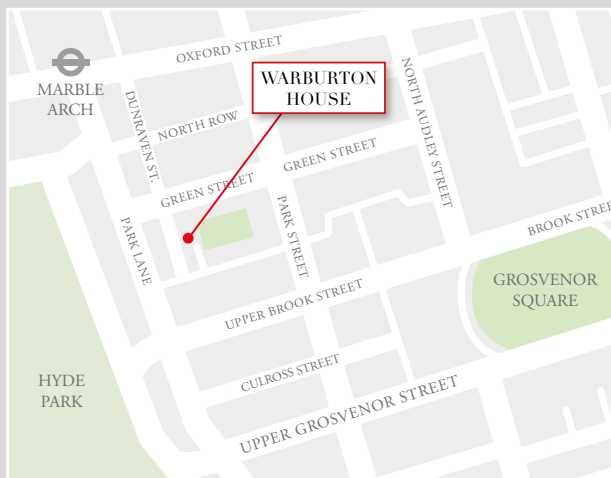 OXFORD STREET
MARBLE
ARCH
WARBURTON
HOUSE
DUNRAVEN ST.
NORTH ROW
NORTH AUDLEY STREET
GREEN STREET
GREEN STREET
PARK LANE
PARK STREET
BROOK STREE
UPPER BROOK STREET
GROSVENOR
SQUARE
CULROSS STREET
HYDE
PARK
UPPER GROSVENOR STREET